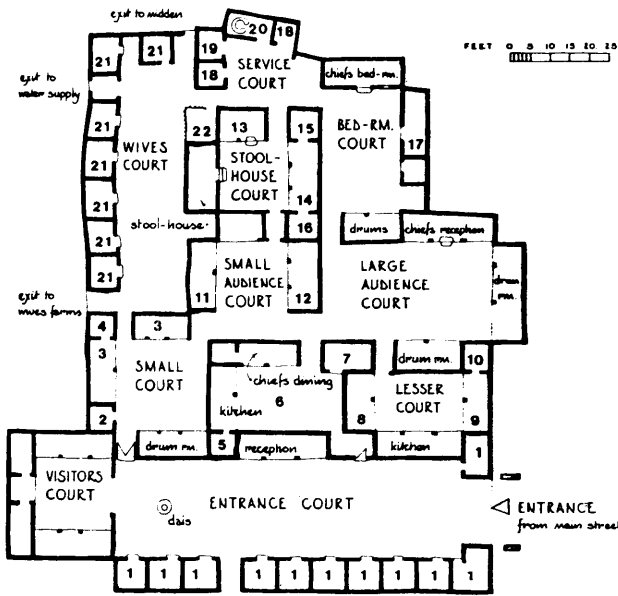 exit to midden
20
18
19
21
21
18
SERVICE
COURT
FEET 0 5 10 15 20 25
chiefs bed-rm.
exit to
water supply
21
22
13
15
BED-RM.
COURT
17
WIVES
COURT
21
STOOL-
HOUSE
COURT
14
21
stool-house
16
drums
chiefs reception
21
21
SMALL
AUDIENCE
COURT
LARGE
AUDIENCE
COURT
drum
rm.
11
12
exit to
wives farms
4
3
3
7
drum rm.
10
SMALL
COURT
chiefs dining
6
LESSER
COURT
kitchen
8
9
2
drum rm.
5
reception
kitchen
1
VISITORS
COURT
ENTRANCE COURT
dais
ENTRANCE
from main street
1 1 1 1 1 1 1 1 1 1